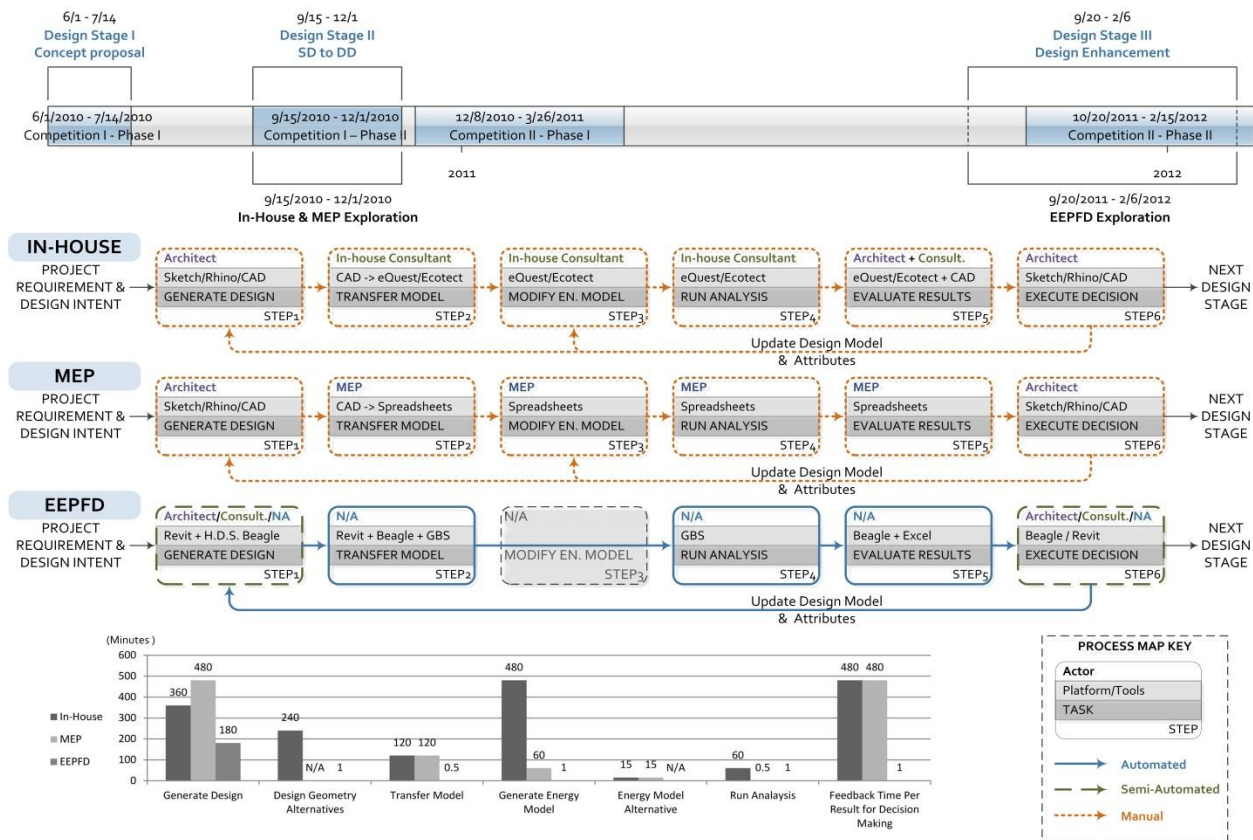 6/1 - 7/14
Design Stage I
Concept proposal
9/15 - 12/1
Design Stage II
SD to DD
9/20 - 2/6
Design Stage III
Design Enhancement
6/1/2010 - 7/14/2010
Competition I - Phase I
9/15/2010 - 12/1/2010
Competition I – Phase II
12/8/2010 - 3/26/2011
Competition II - Phase I
10/20/2011 - 2/15/2012
Competition II - Phase II
2011
2012
9/15/2010 - 12/1/2010
In-House & MEP Exploration
9/20/2011 - 2/6/2012
EEPFD Exploration
IN-HOUSE
PROJECT
REQUIREMENT &
DESIGN INTENT
Architect
Sketch/Rhino/CAD
GENERATE DESIGN
STEP1
In-house Consultant
CAD -> eQuest/Ecotect
TRANSFER MODEL
STEP2
In-house Consultant
eQuest/Ecotect
MODIFY EN. MODEL
STEP3
In-house Consultant
eQuest/Ecotect
RUN ANALYSIS
STEP4
Architect + Consult.
eQuest/Ecotect + CAD
EVALUATE RESULTS
STEP5
Architect
Sketch/Rhino/CAD
EXECUTE DECISION
STEP6
NEXT
DESIGN
STAGE
Update Design Model
& Attributes
MEP
PROJECT
REQUIREMENT &
DESIGN INTENT
Architect
Sketch/Rhino/CAD
GENERATE DESIGN
STEP1
MEP
CAD -> Spreadsheets
TRANSFER MODEL
STEP2
MEP
Spreadsheets
MODIFY EN. MODEL
STEP3
MEP
Spreadsheets
RUN ANALYSIS
STEP4
MEP
Spreadsheets
EVALUATE RESULTS
STEP5
Architect
Sketch/Rhino/CAD
EXECUTE DECISION
STEP6
NEXT
DESIGN
STAGE
Update Design Model
& Attributes
EEPFD
PROJECT
REQUIREMENT &
DESIGN INTENT
Architect/Consult./NA
Revit + H.D.S. Beagle
GENERATE DESIGN
STEP1
N/A
Revit + Beagle + GBS
TRANSFER MODEL
STEP2
N/A
MODIFY EN. MODEL
STEP3
N/A
GBS
RUN ANALYSIS
STEP4
N/A
Beagle + Excel
EVALUATE RESULTS
STEP5
Architect/Consult./NA
Beagle / Revit
EXECUTE DECISION
STEP6
NEXT
DESIGN
STAGE
Update Design Model
& Attributes
(Minutes )
600
500
400
300
200
100
0
In-House
MEP
EEPFD
360
480
180
240
N/A
1
120
120
0.5
480
60
1
15
15
N/A
60
0.5
1
480
480
1
Generate Design
Design Geometry
Alternatives
Transfer Model
Generate Energy
Model
Energy Model
Alternative
Run Analaysis
Feedback Time Per
Result for Decision
Making
PROCESS MAP KEY
Actor
Platform/Tools
TASK
STEP
Automated
Semi-Automated
Manual